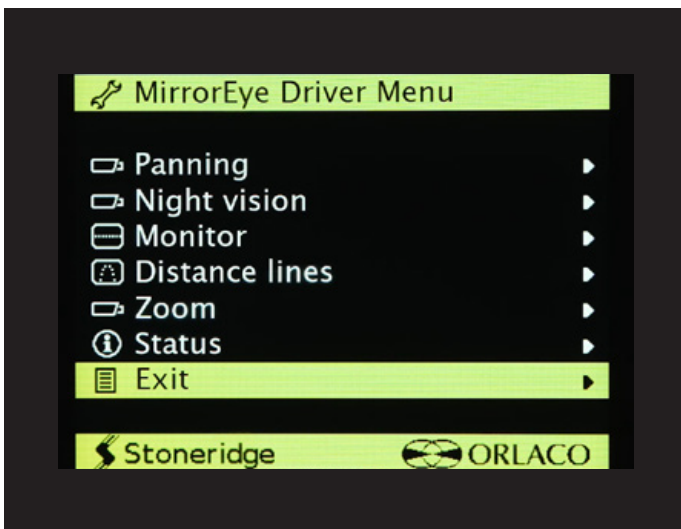 MirrorEye Driver Menu
Panning
Night vision
Monitor
Distance lines
Zoom
Status
Exit
Stoneridge ORLACO